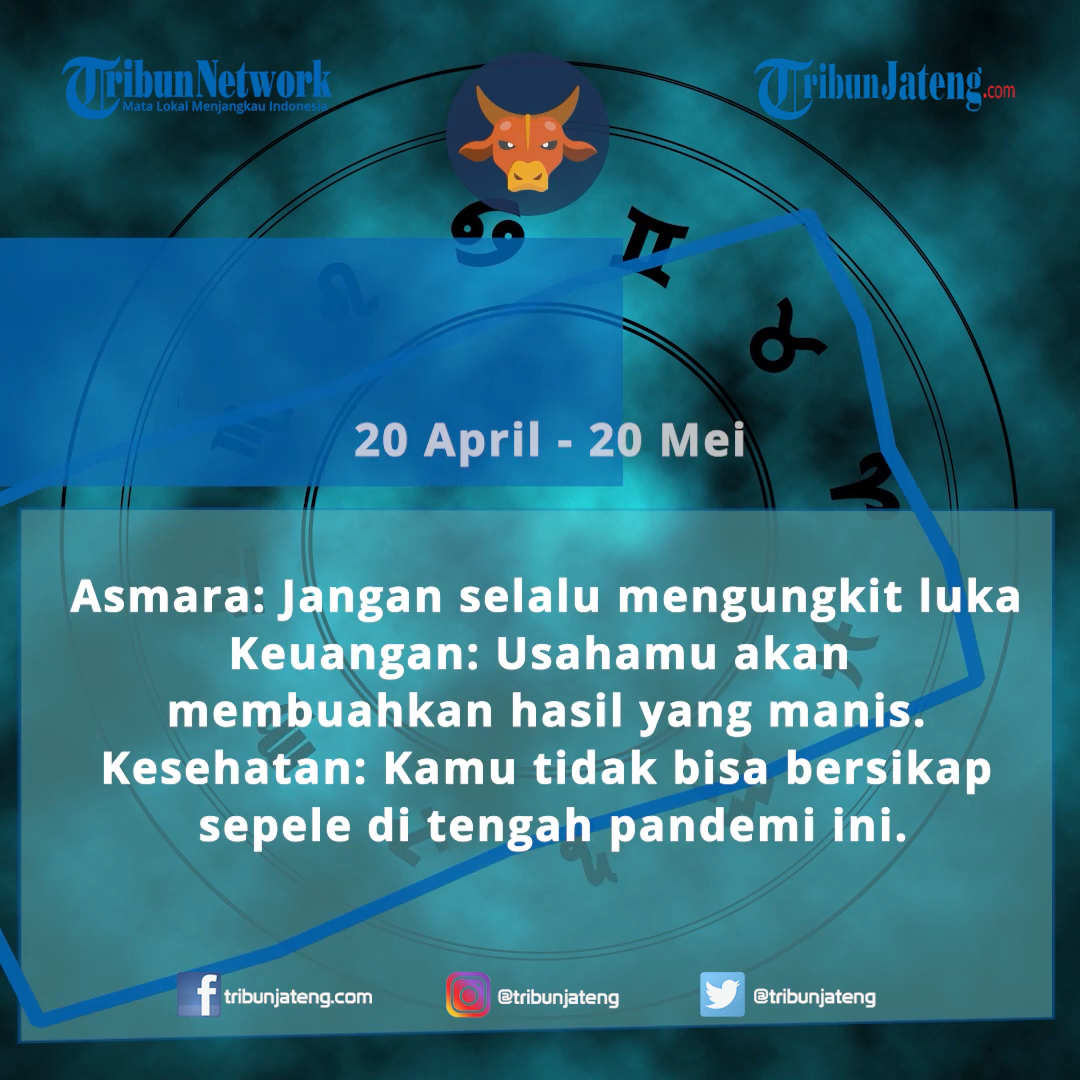 TribunNetwork
Mata Lokal Menjangkau Indonesia
TribunJateng.com
20 April - 20 Mei
Asmara: Jangan selalu mengungkit luka
Keuangan: Usahamu akan
membuahkan hasil yang manis.
Kesehatan: Kamu tidak bisa bersikap
sepele di tengah pandemi ini.
tribunjateng.com
@tribunjateng
@tribunjateng